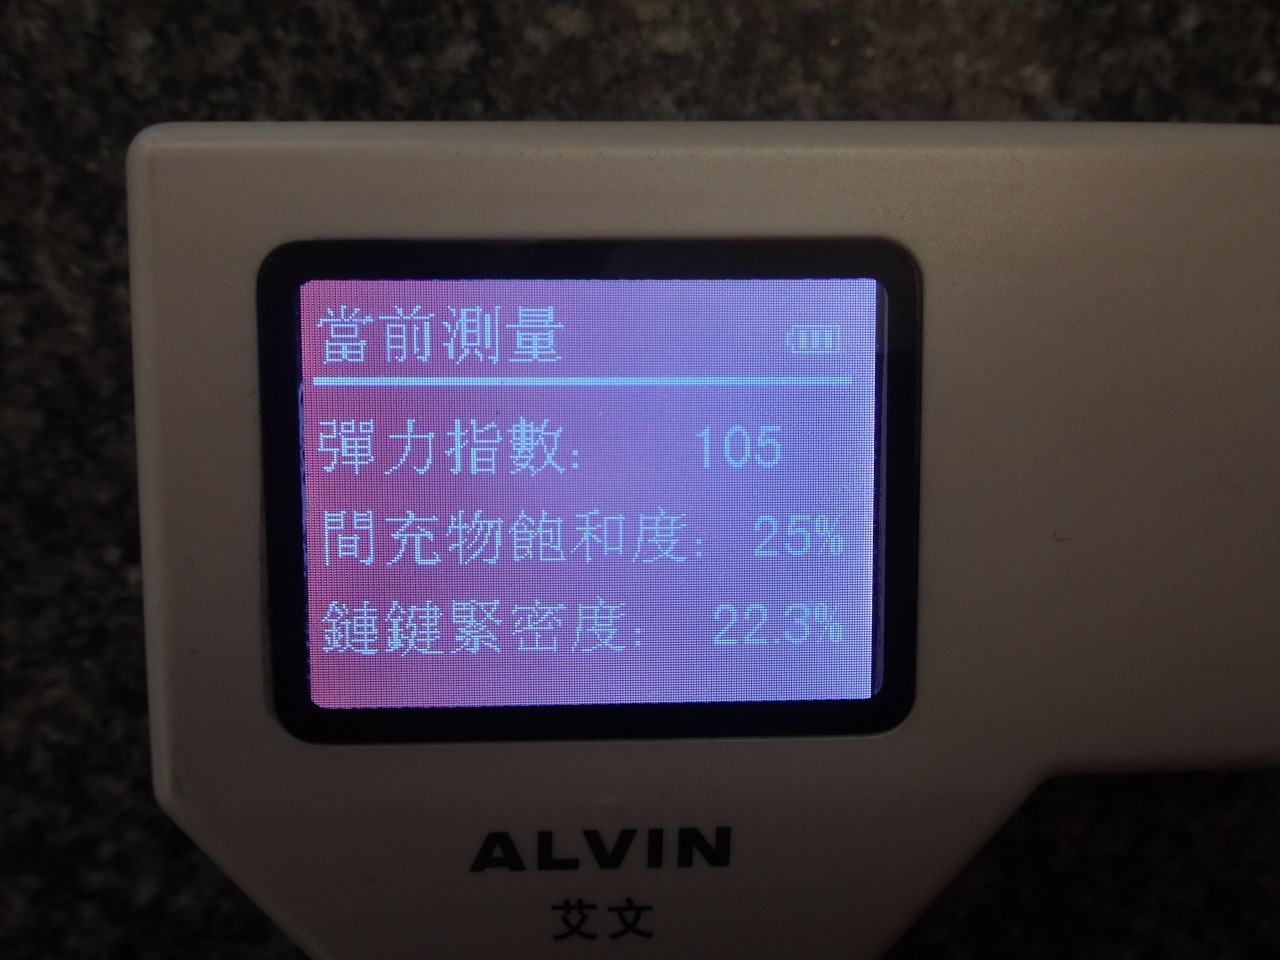 當前測量
彈力指數: 105
間充物飽和度: 25%
鏈鍵緊密度: 22.3%
ALVIN
艾文